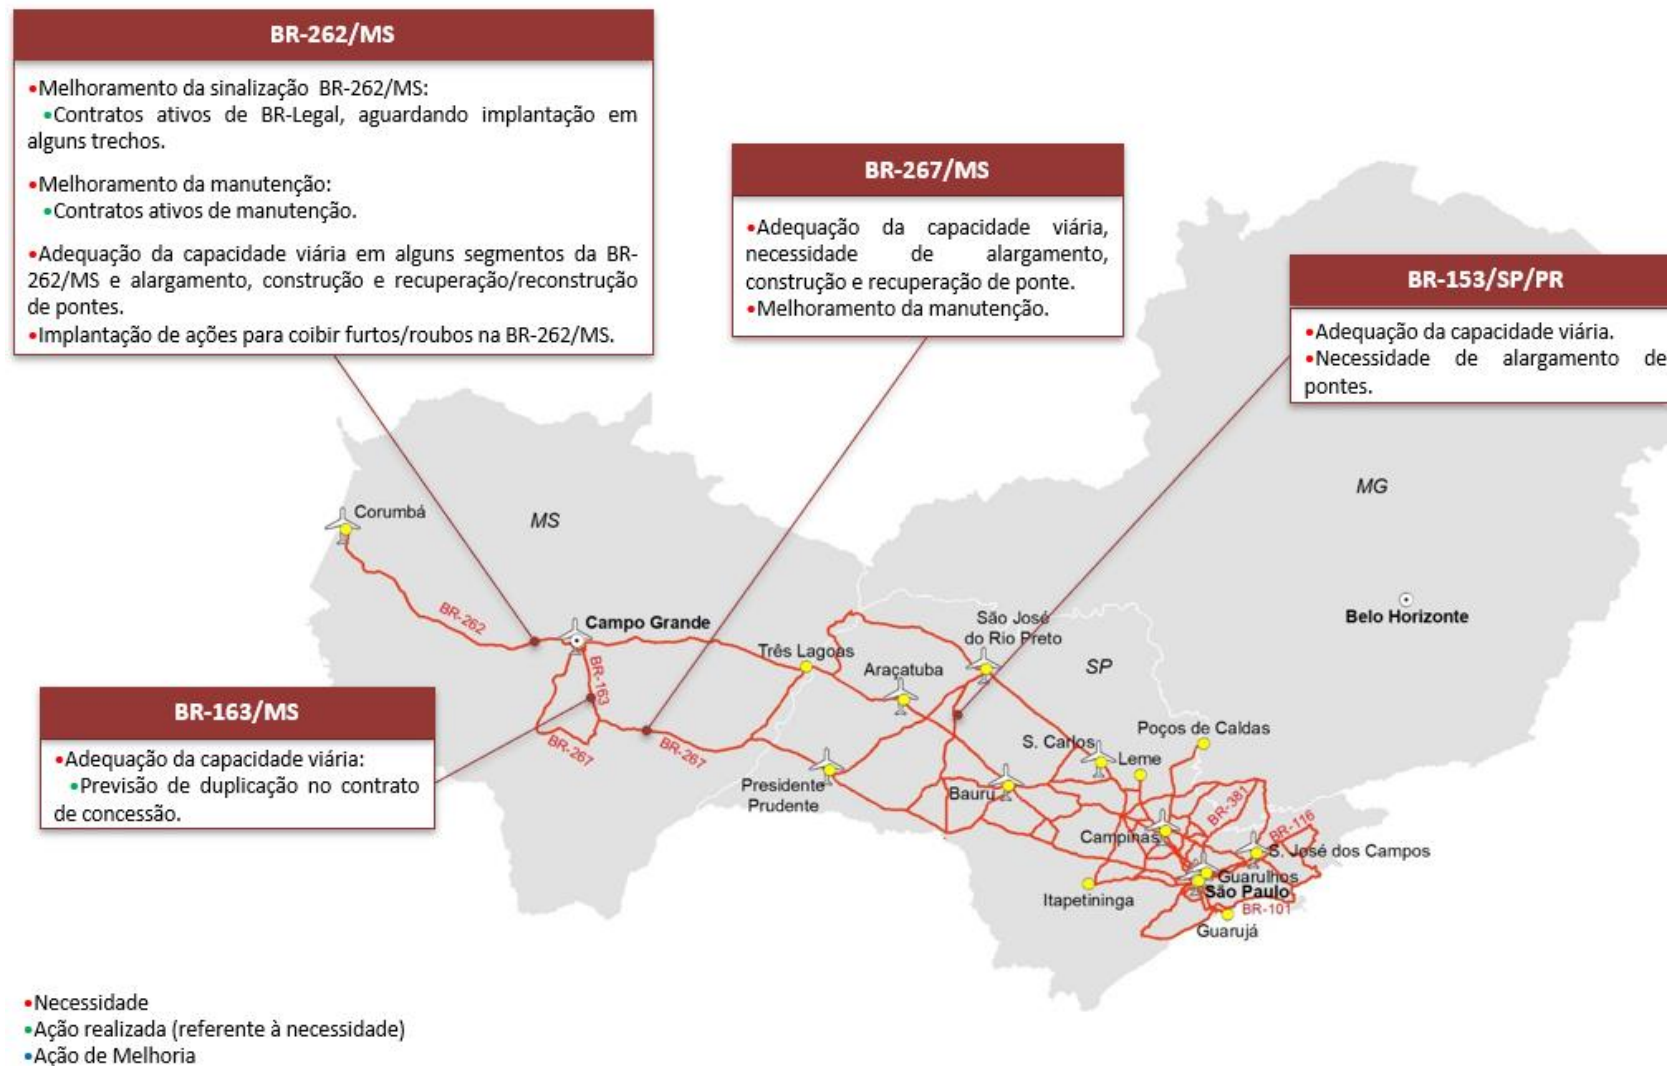 BR-262/MS
•Melhoramento da sinalização BR-262/MS:
•Contratos ativos de BR-Legal, aguardando implantação em
alguns trechos.
•Melhoramento da manutenção:
•Contratos ativos de manutenção.
•Adequação da capacidade viária em alguns segmentos da BR-
262/MS e alargamento, construção e recuperação/reconstrução
de pontes.
•Implantação de ações para coibir furtos/roubos na BR-262/MS.
BR-267/MS
•Adequação da capacidade viária,
necessidade de alargamento,
construção e recuperação de ponte.
•Melhoramento da manutenção.
BR-153/SP/PR
•Adequação da capacidade viária.
•Necessidade de alargamento de
pontes.
BR-163/MS
•Adequação da capacidade viária:
•Previsão de duplicação no contrato
de concessão.
Corumbá
MS
MG
BR-262
Campo Grande
BR-163
BR-267
BR-267
Três Lagoas
Araçatuba
São José
do Rio Preto
SP
Belo Horizonte
Presidente
Prudente
Bauru
S. Carlos
Leme
Poços de Caldas
Campinas
BR-381
BR-116
S. José dos Campos
Guarulhos
São Paulo
Itapetininga
BR-101
Guarujá
•Necessidade
•Ação realizada (referente à necessidade)
•Ação de Melhoria